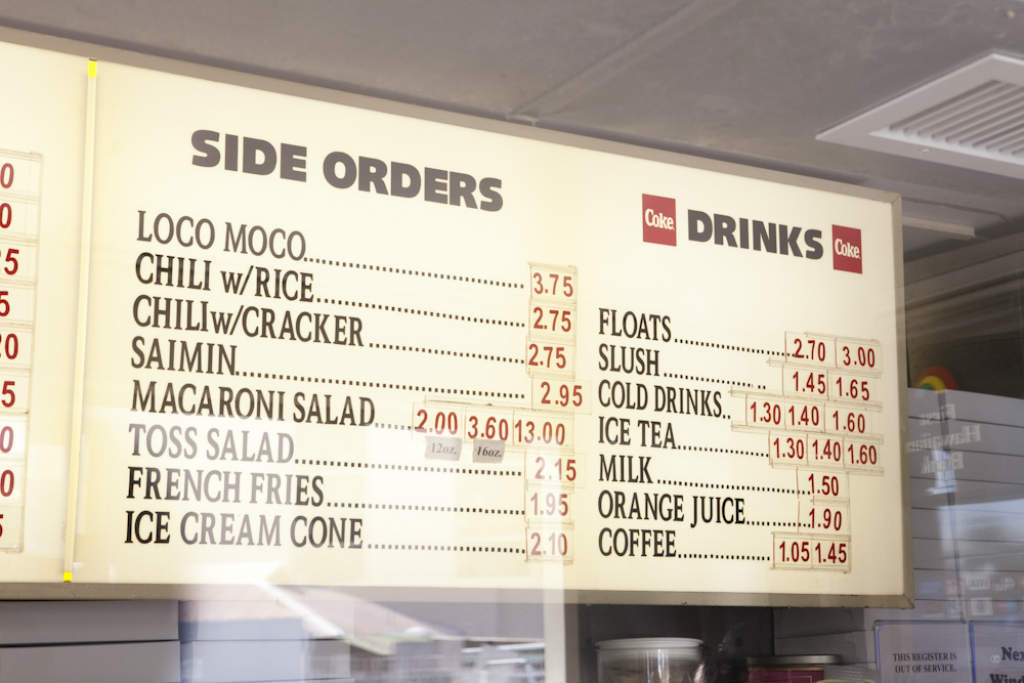 SIDE ORDERS
LOCO MOCO 3.75
CHILI w/RICE 2.75
CHILI w/CRACKER 2.75
SAIMIN 2.95
MACARONI SALAD 2.00 3.60 13.00
12oz. 16oz.
TOSS SALAD 2.15
FRENCH FRIES 1.95
ICE CREAM CONE 2.10
Coke DRINKS Coke
FLOATS 2.70 3.00
SLUSH 1.45 1.65
COLD DRINKS 1.30 1.40 1.60
ICE TEA 1.30 1.40 1.60
MILK 1.50
ORANGE JUICE 1.90
COFFEE 1.05 1.45
THIS REGISTER IS
OUT OF SERVICE.